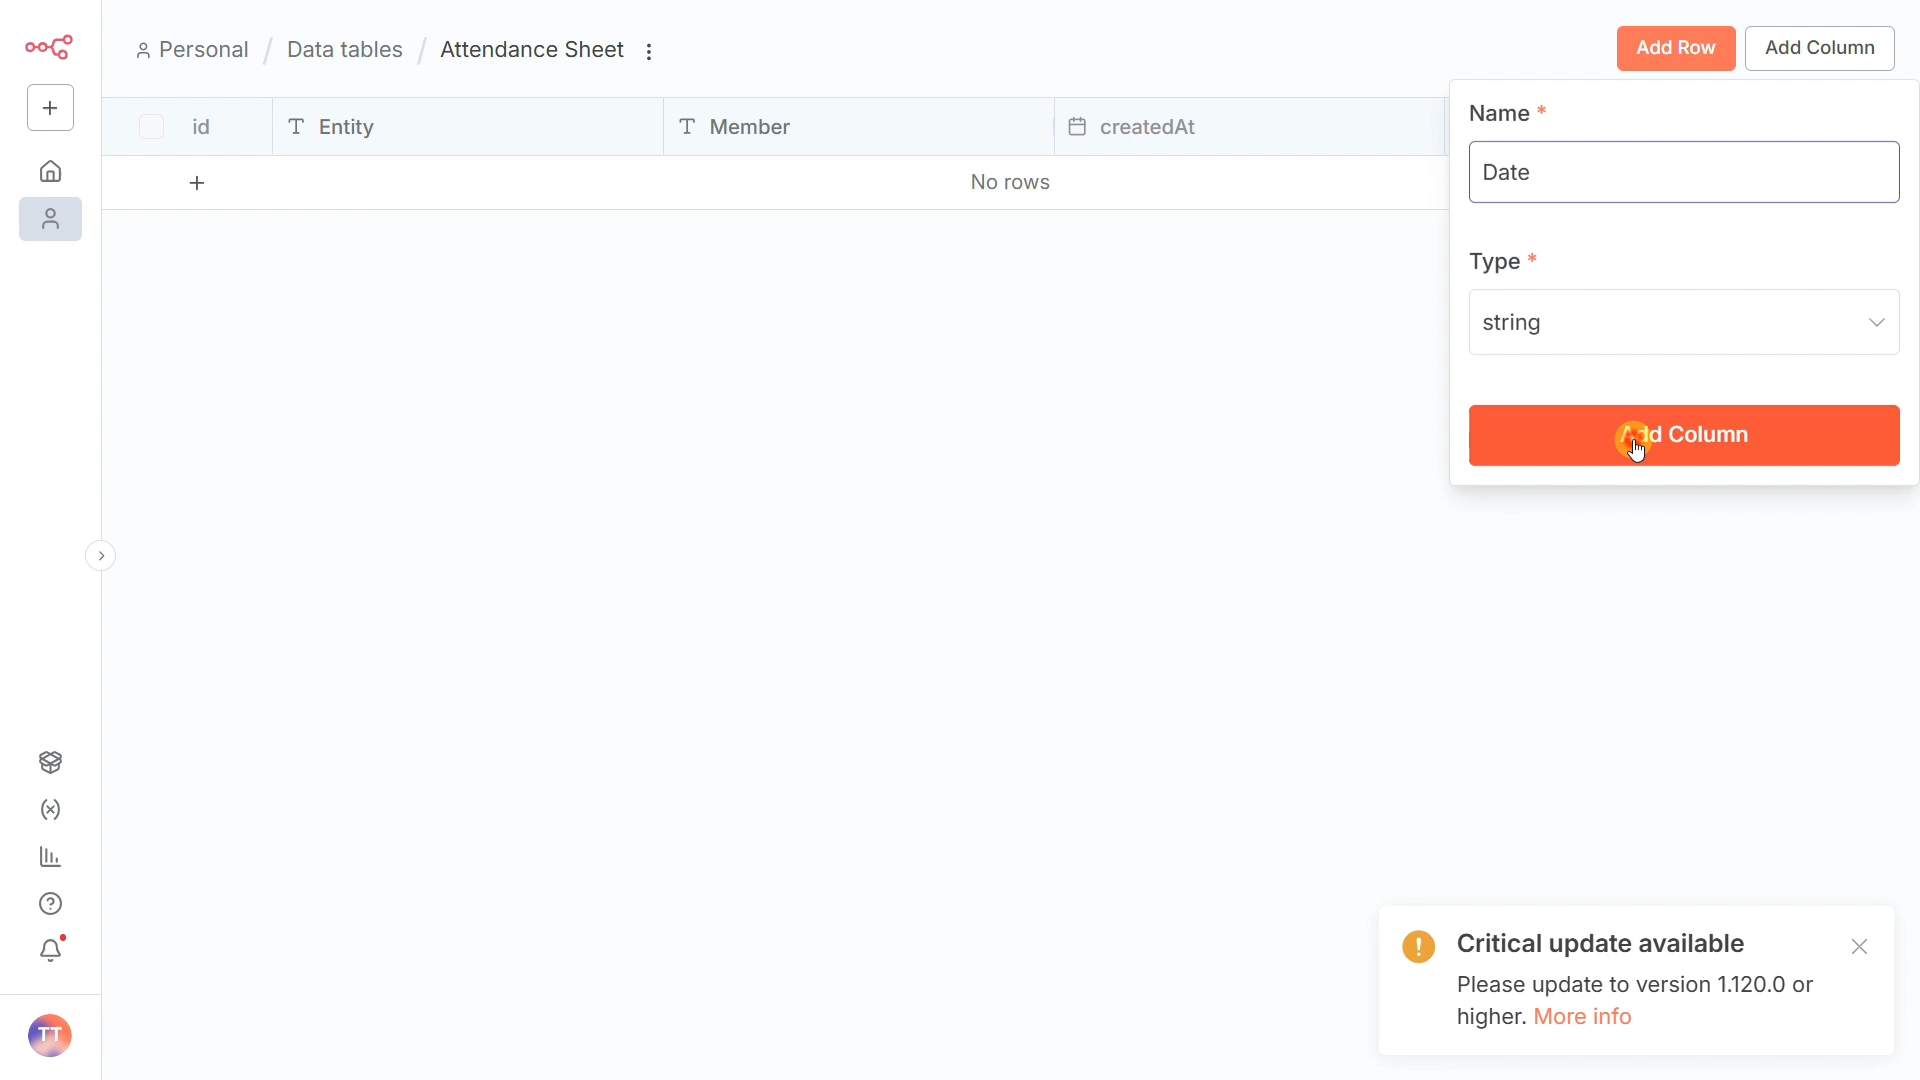 Personal / Data tables / Attendance Sheet
Add Row
Add Column
id
Entity
Member
createdAt
No rows
Name *
Date
Type *
string
Add Column
Critical update available
Please update to version 1.120.0 or
higher. More info
TT